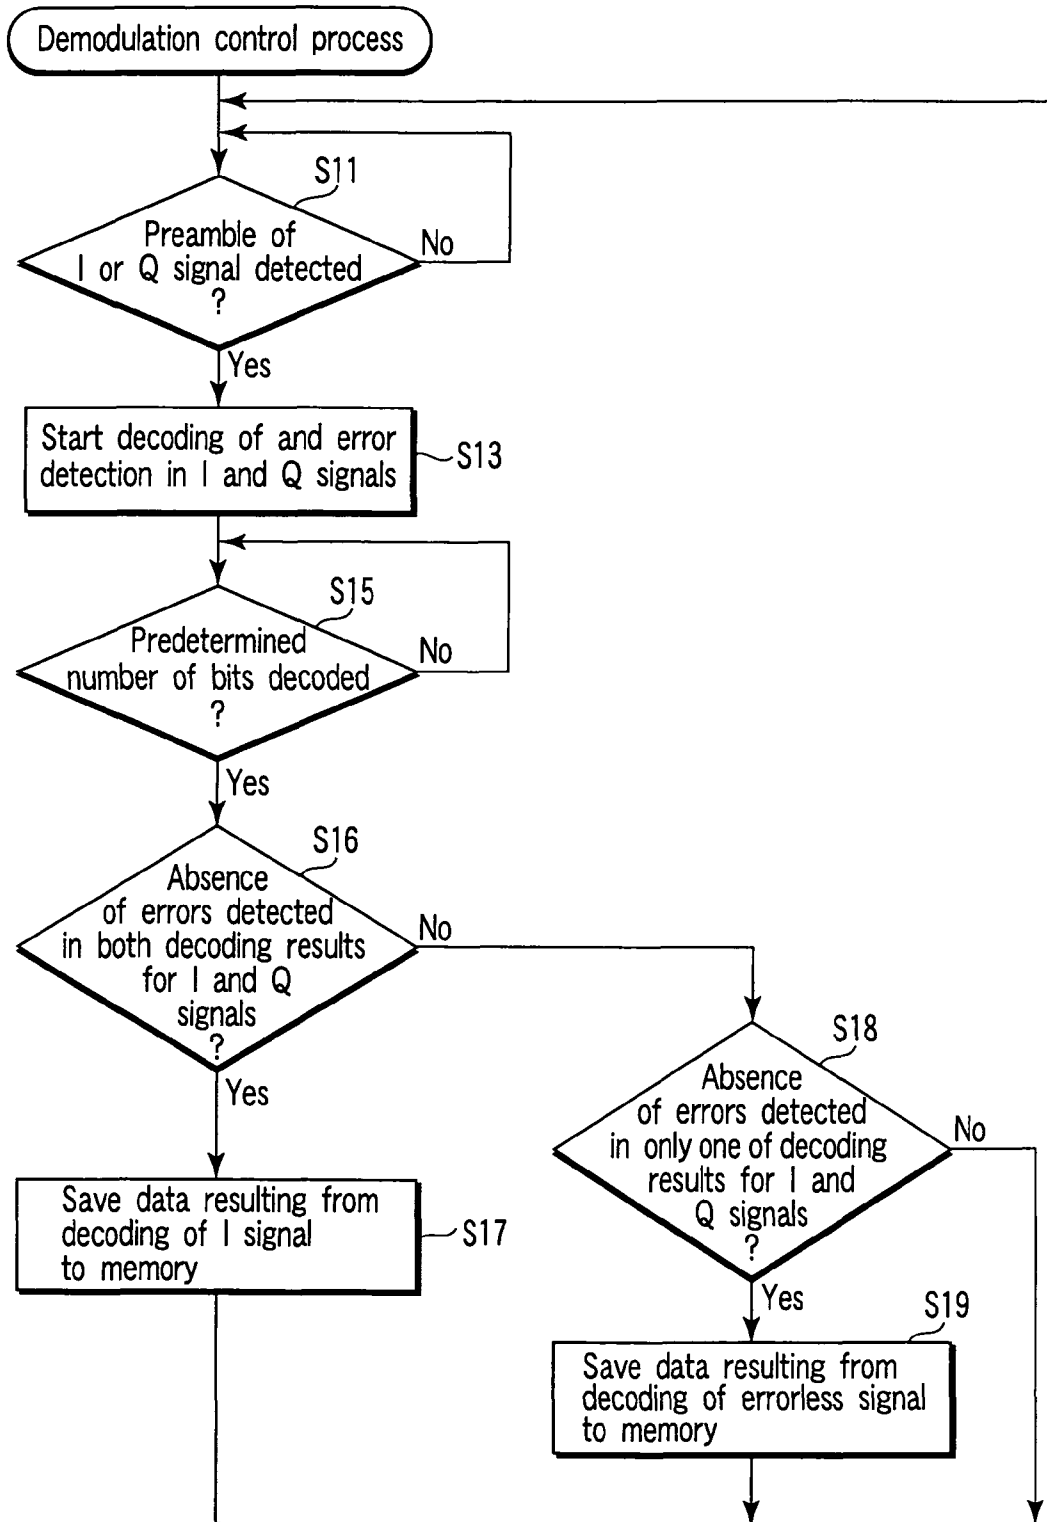 Demodulation control process
S11
Preamble of
I or Q signal detected
?
No
Yes
Start decoding of and error
detection in I and Q signals
S13
S15
Predetermined
number of bits decoded
?
No
Yes
S16
Absence
of errors detected
in both decoding results
for I and Q
signals
?
No
Yes
Save data resulting from
decoding of I signal
to memory
S17
S18
Absence
of errors detected
in only one of decoding
results for I and
Q signals
?
No
Yes
S19
Save data resulting from
decoding of errorless signal
to memory